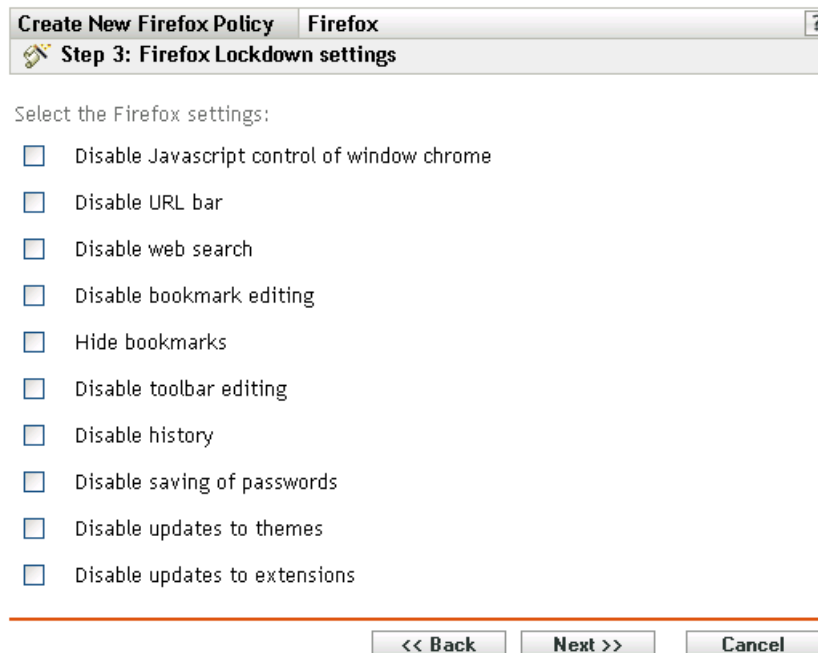 Create New Firefox Policy Firefox ?
Step 3: Firefox Lockdown settings
Select the Firefox settings:
Disable Javascript control of window chrome
Disable URL bar
Disable web search
Disable bookmark editing
Hide bookmarks
Disable toolbar editing
Disable history
Disable saving of passwords
Disable updates to themes
Disable updates to extensions
<< Back Next >> Cancel